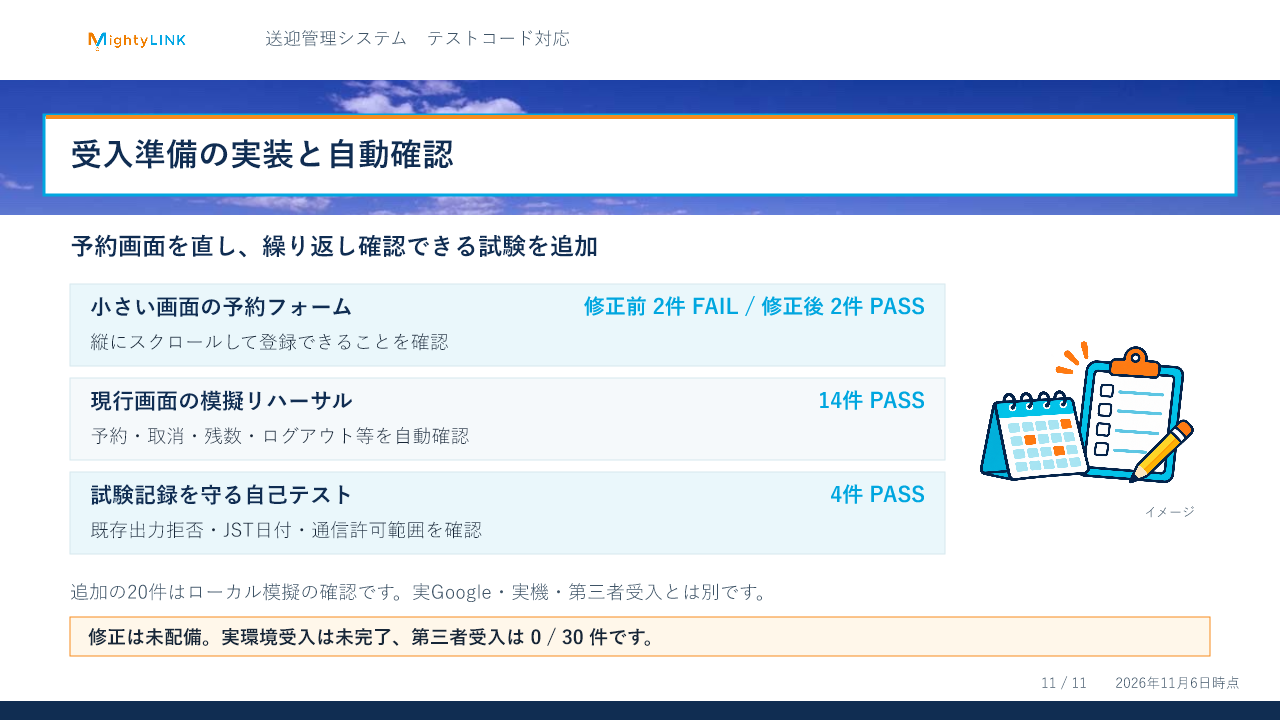 MightyLINK
送迎管理システム　テストコード対応
受入準備の実装と自動確認
予約画面を直し、繰り返し確認できる試験を追加
小さい画面の予約フォーム
修正前 2件 FAIL / 修正後 2件 PASS
縦にスクロールして登録できることを確認
現行画面の模擬リハーサル
14件 PASS
予約・取消・残数・ログアウト等を自動確認
試験記録を守る自己テスト
4件 PASS
既存出力拒否・JST日付・通信許可範囲を確認
イメージ
追加の20件はローカル模擬の確認です。実Google・実機・第三者受入とは別です。
修正は未配備。実環境受入は未完了、第三者受入は 0 / 30 件です。
11 / 11　2026年11月6日時点